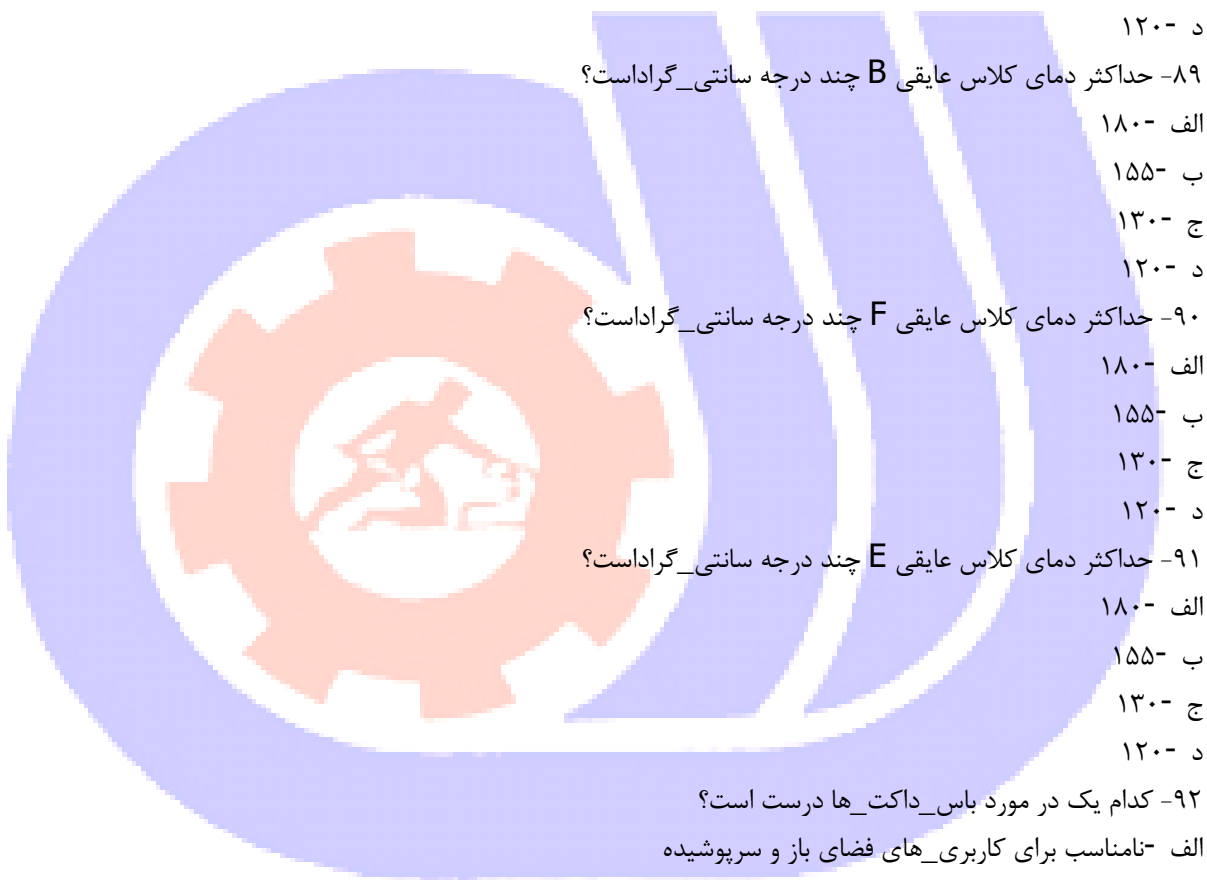 د -۱۲۰
۸۹- حداکثر دمای کلاس عایقی B چند درجه سانتی_گراداست؟
الف -۱۸۰
ب -۱۵۵
ج -۱۳۰
د -۱۲۰
۹۰- حداکثر دمای کلاس عایقی F چند درجه سانتی_گراداست؟
الف -۱۸۰
ب -۱۵۵
ج -۱۳۰
د -۱۲۰
۹۱- حداکثر دمای کلاس عایقی E چند درجه سانتی_گراداست؟
الف -۱۸۰
ب -۱۵۵
ج -۱۳۰
د -۱۲۰
۹۲- کدام یک در مورد باس_داکت_ها درست است؟
الف -نامناسب برای کاربری_های فضای باز و سرپوشیده